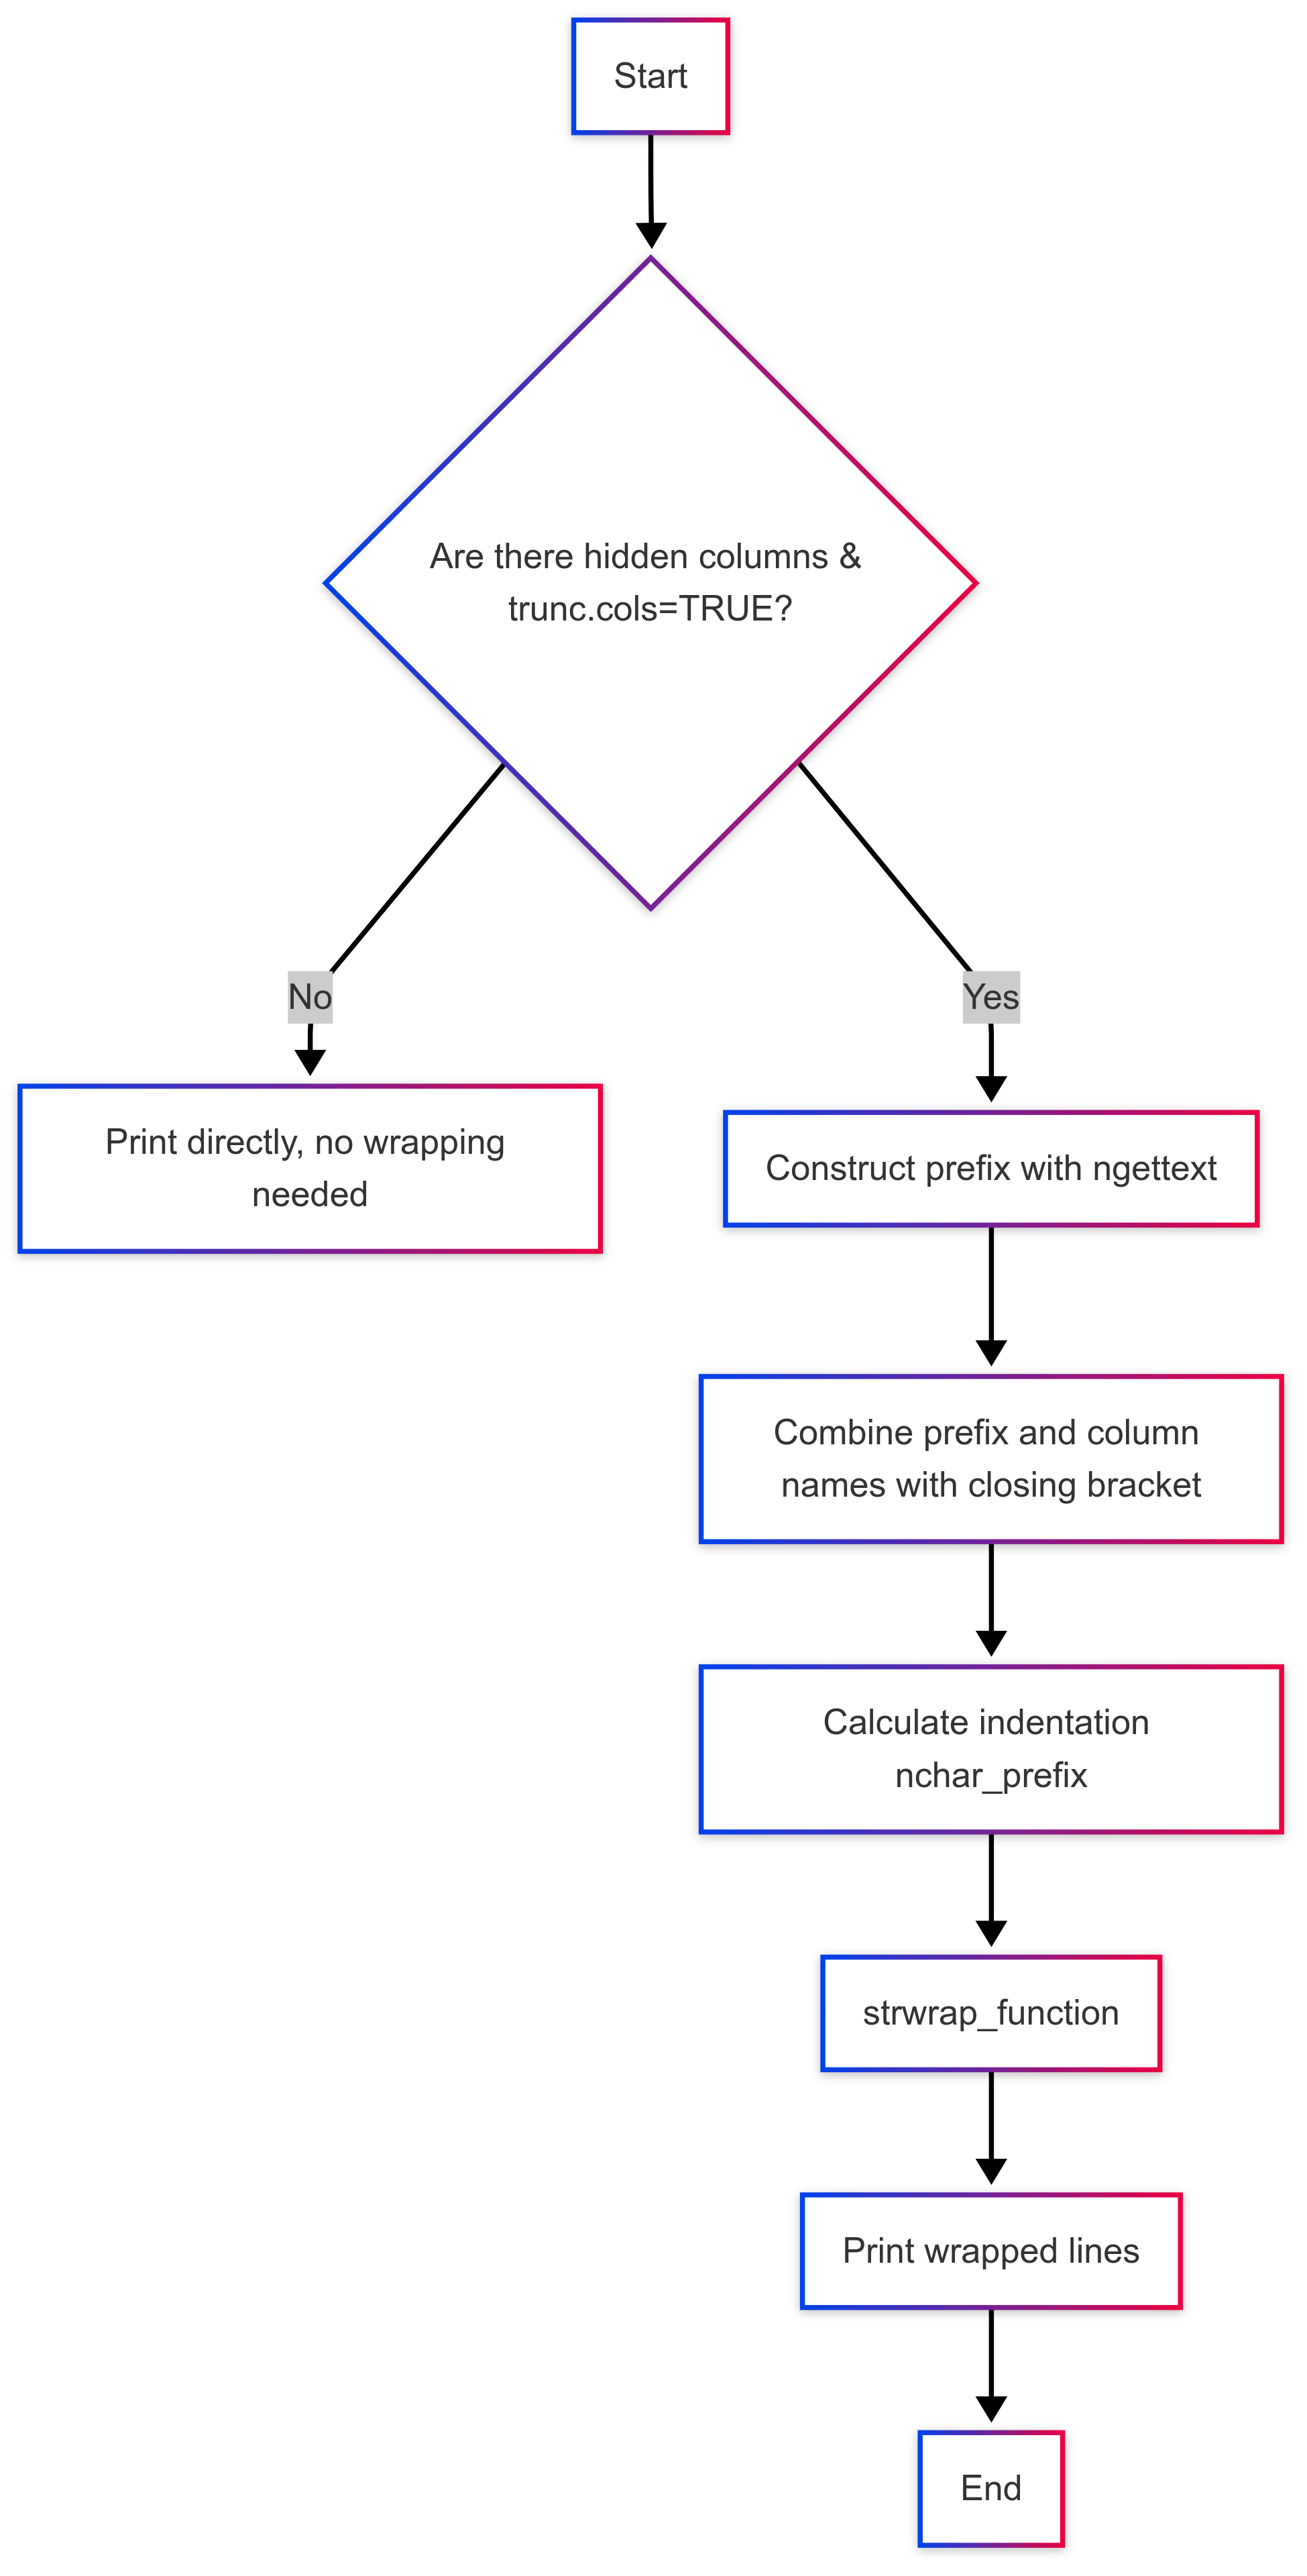 Start
Are there hidden columns &
trunc.cols=TRUE?
No
Yes
Print directly, no wrapping
needed
Construct prefix with ngettext
Combine prefix and column
names with closing bracket
Calculate indentation
nchar_prefix
strwrap_function
Print wrapped lines
End